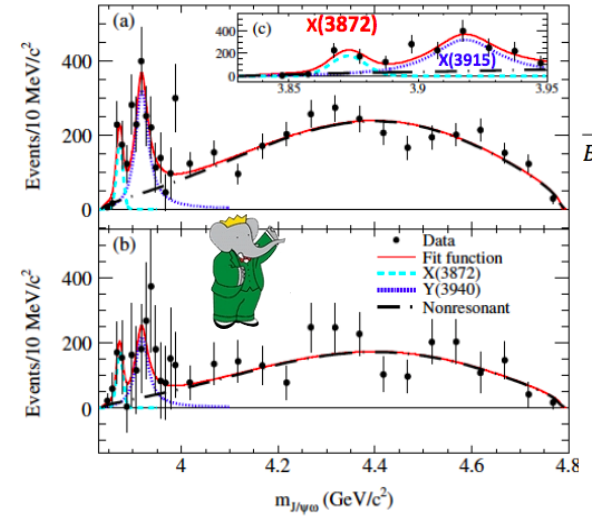 (a)
(c)
X(3872)
X(3915)
400
200
0
3.85
3.9
3.95
Events/10 MeV/c²
400
200
0
B
(b)
Data
Fit function
X(3872)
Y(3940)
Nonresonant
Events/10 MeV/c²
400
200
0
4
4.2
4.4
4.6
4.8
m_{J/ψω} (GeV/c²)